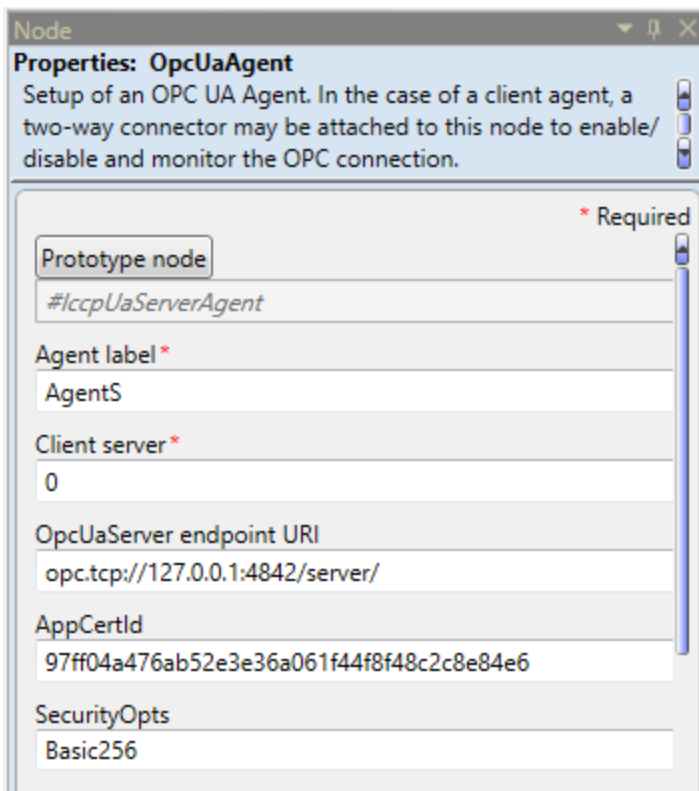 Node
Properties: OpcUaAgent
Setup of an OPC UA Agent. In the case of a client agent, a
two-way connector may be attached to this node to enable/
disable and monitor the OPC connection.
* Required
Prototype node
#IccpUaServerAgent
Agent label*
AgentS
Client server*
0
OpcUaServer endpoint URI
opc.tcp://127.0.0.1:4842/server/
AppCertId
97ff04a476ab52e3e36a061f44f8f48c2c8e84e6
SecurityOpts
Basic256